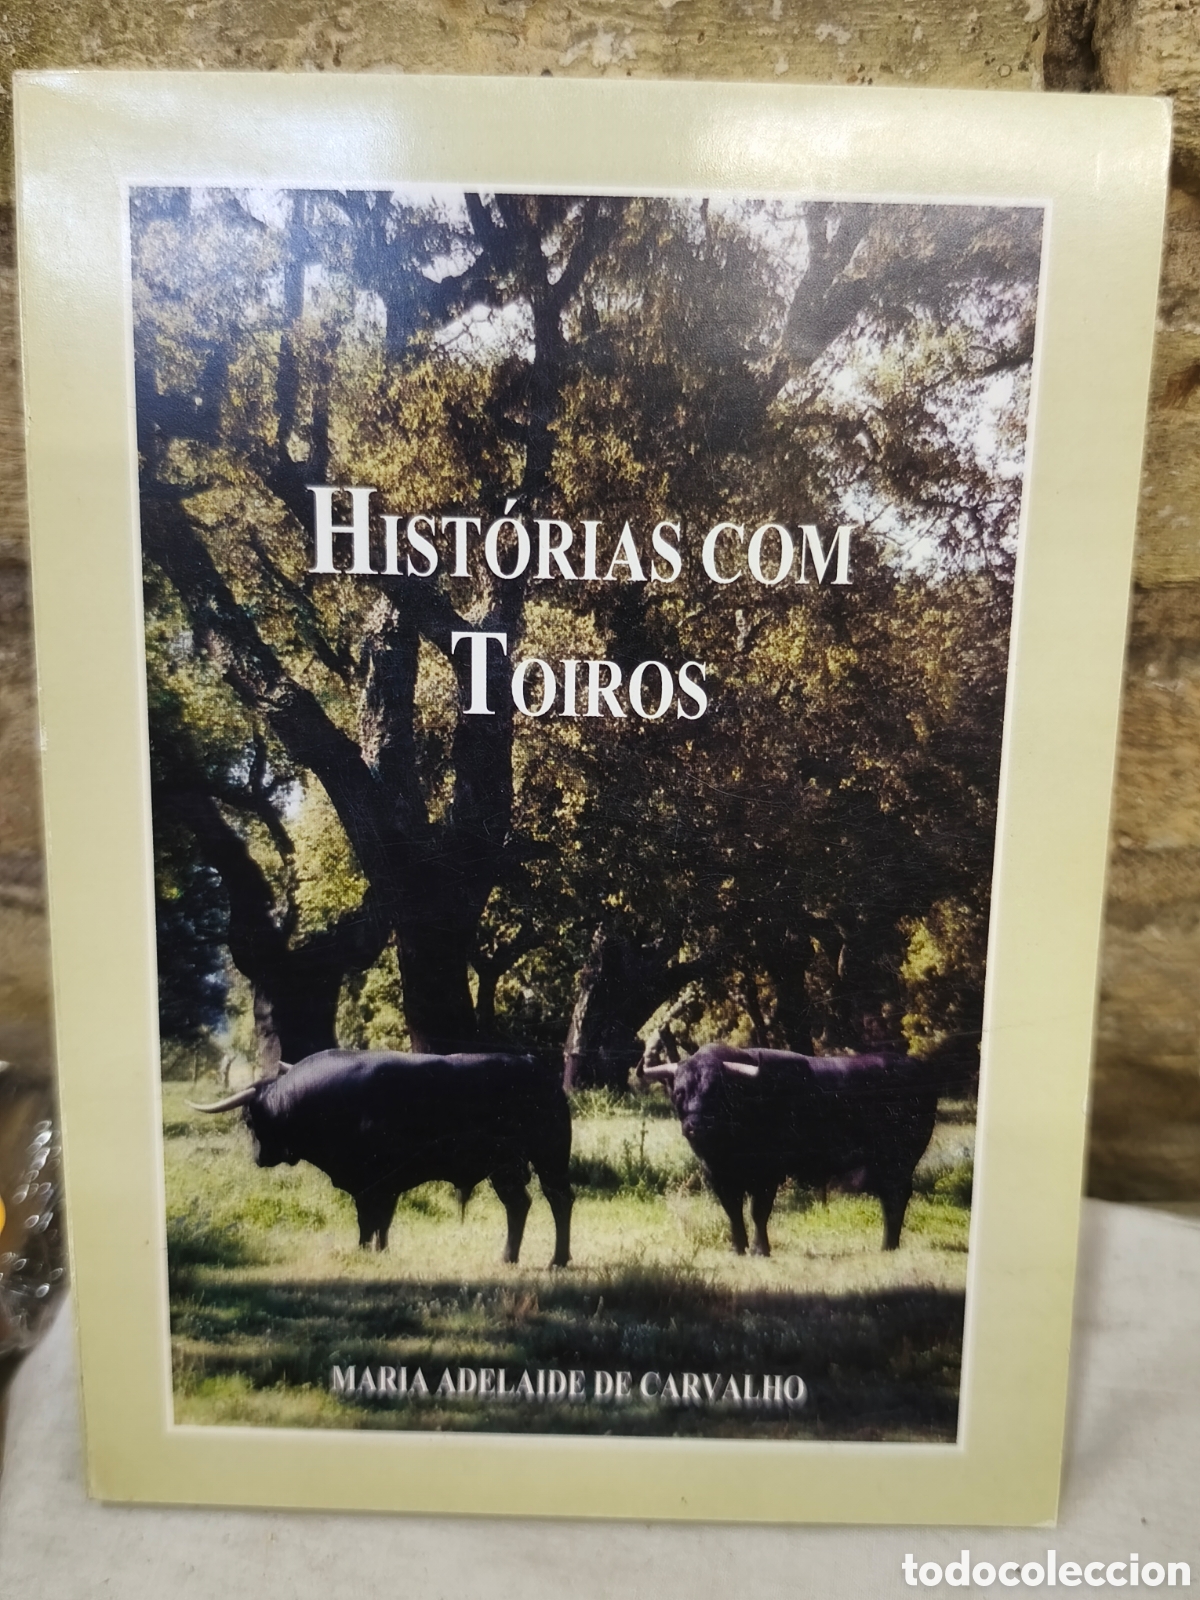 HISTÓRIAS COM
TOIROS
MARIA ADELAIDE DE CARVALHO
todocoleccion